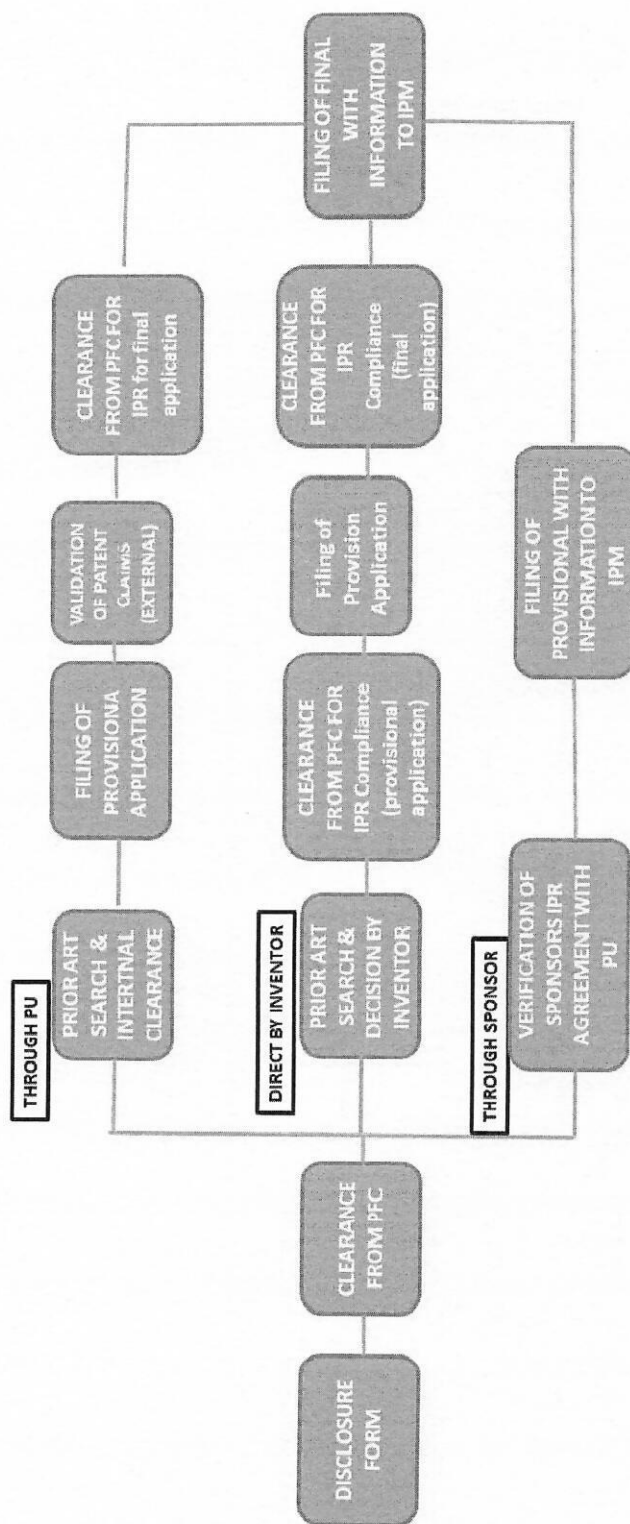 DISCLOSURE
FORM
CLEARANCE
FROM PFC
THROUGH PU
PRIOR ART
SEARCH &
INTERTNAL
CLEARANCE
FILING OF
PROVISIONA
APPLICATION
VALIDATION
OF PATENT
CLAIMS
(EXTERNAL)
CLEARANCE
FROM PFC FOR
IPR for final
application
DIRECT BY INVENTOR
PRIOR ART
SEARCH &
DECISION BY
INVENTOR
CLEARANCE
FROM PFC FOR
IPR Compliance
(provisional
application)
Filing of
Provision
Application
CLEARANCE
FROM PFC FOR
IPR
Compliance
(final
application)
THROUGH SPONSOR
VERIFICATION OF
SPONSORS IPR
AGREEMENT WITH
PU
FILING OF
PROVISIONAL WITH
INFORMATION TO
IPM
FILING OF FINAL
WITH
INFORMATION
TO IPM